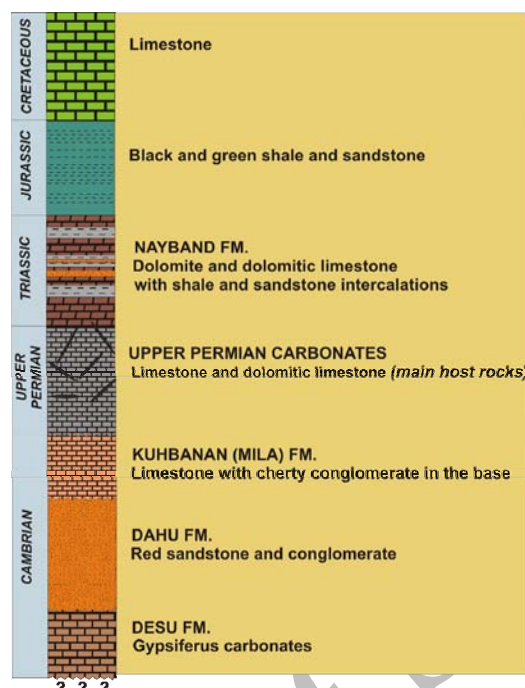 CRETACEOUS
Limestone
JURASSIC
Black and green shale and sandstone
TRIASSIC
NAYBAND FM.
Dolomite and dolomitic limestone
with shale and sandstone intercalations
UPPER
PERMIAN
UPPER PERMIAN CARBONATES
Limestone and dolomitic limestone (main host rocks)
CAMBRIAN
KUHBANAN (MILA) FM.
Limestone with cherty conglomerate in the base
DAHU FM.
Red sandstone and conglomerate
DESU FM.
Gypsiferus carbonates
? ? ?